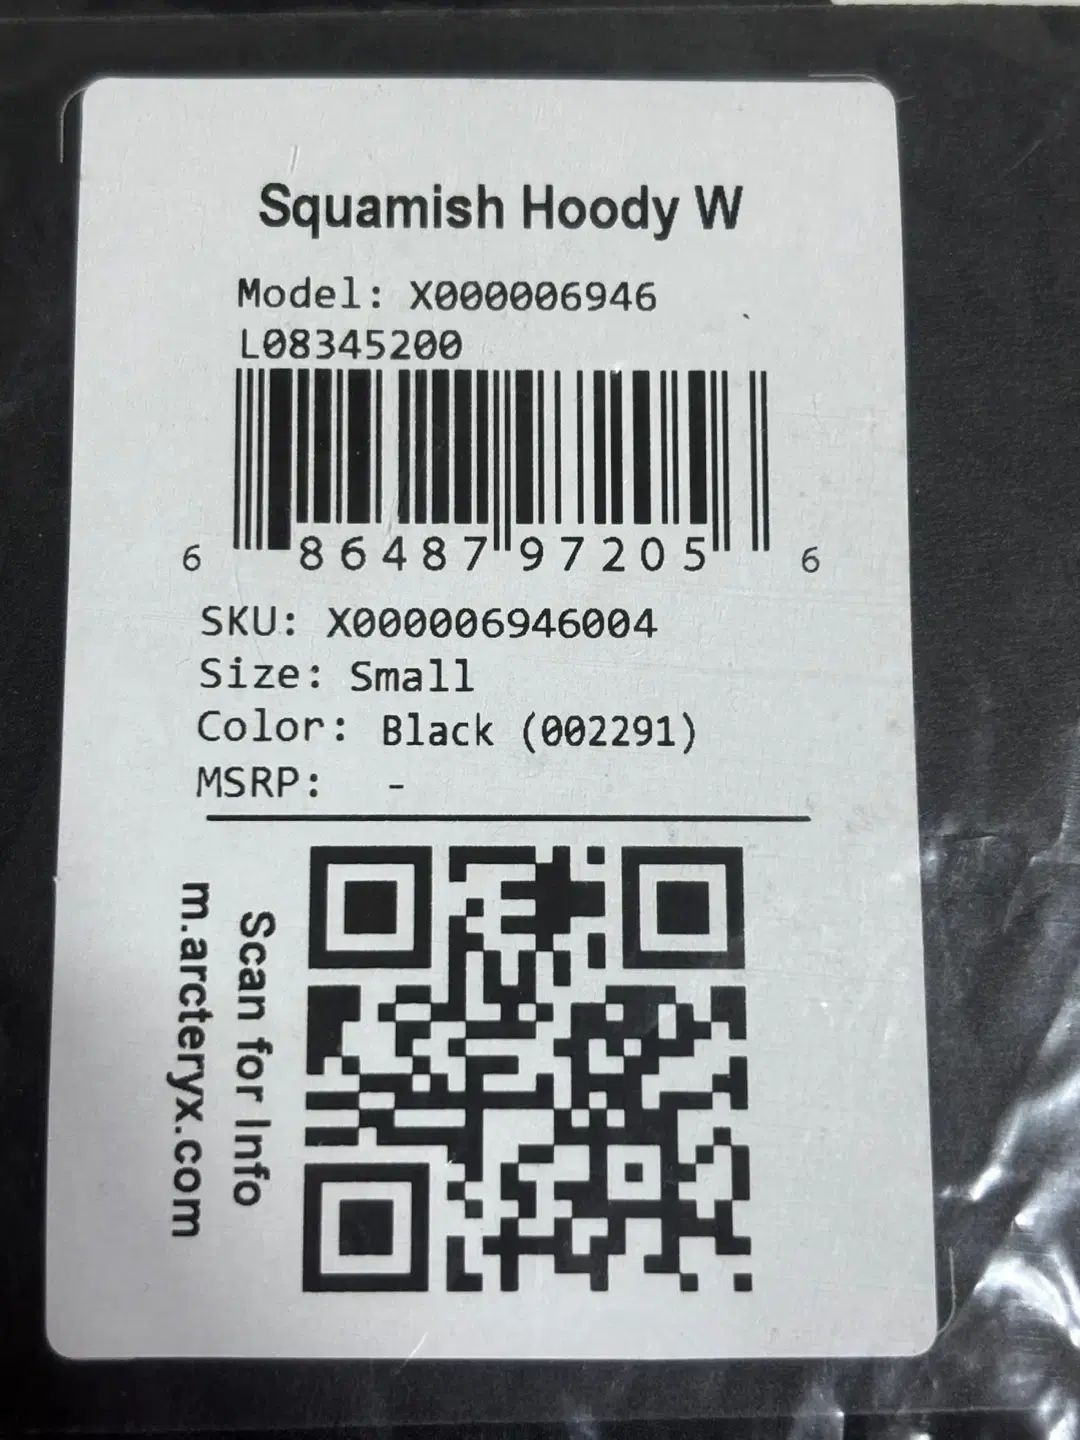 Squamish Hoody W
Model: X000006946
L08345200
6 86487 97205 6
SKU: X000006946004
Size: Small
Color: Black (002291)
MSRP: -
Scan for Info
m.arcteryx.com